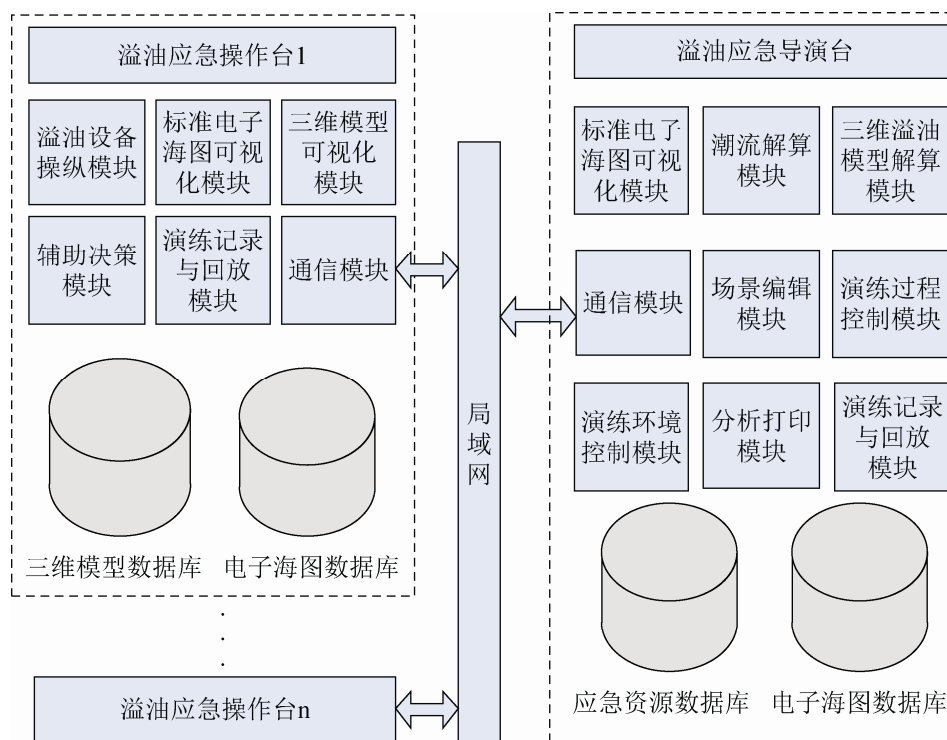 溢油应急操作台1
溢油设备
操纵模块
标准电子
海图可视
化模块
三维模型
可视化
模块
辅助决策
模块
演练记录
与回放
模块
通信模块
三维模型数据库
电子海图数据库
溢油应急操作台n
局
域
网
溢油应急导演台
标准电子
海图可视
化模块
潮流解算
模块
三维溢油
模型解算
模块
通信模块
场景编辑
模块
演练过程
控制模块
演练环境
控制模块
分析打印
模块
演练记录
与回放
模块
应急资源数据库
电子海图数据库